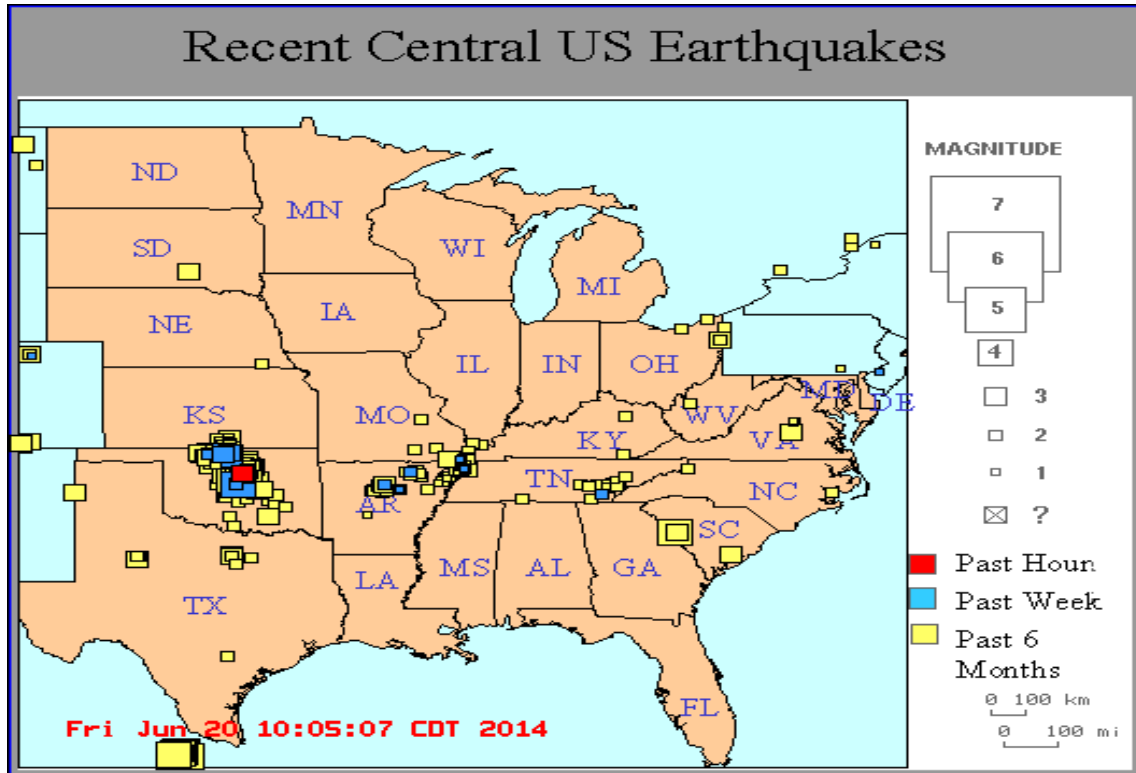 Recent Central US Earthquakes
MAGNITUDE
7
6
5
4
3
2
1
?
Past Hour
Past Week
Past 6
Months
0 100 km
0 100 mi
ND
MN
SD
WI
MI
NE
IA
IL
IN
OH
KS
MO
WV
MD
DE
KY
VA
TN
NC
AR
SC
MS
AL
GA
LA
TX
FL
Fri Jun 20 10:05:07 CDT 2014